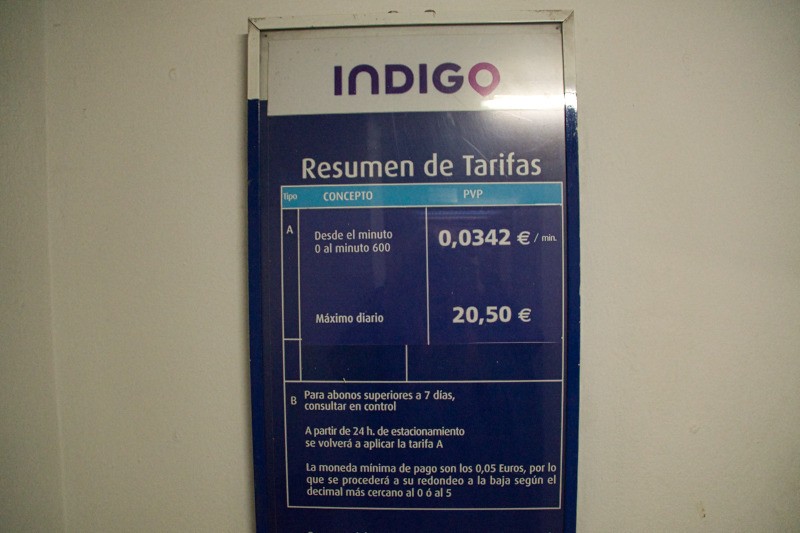 INDIGO
Resumen de Tarifas
Tipo CONCEPTO PVP
A
Desde el minuto
0 al minuto 600
0,0342 € / min.
Máximo diario 20,50 €
B Para abonos superiores a 7 días,
consultar en control
A partir de 24 h. de estacionamiento
se volverá a aplicar la tarifa A
La moneda mínima de pago son los 0,05 Euros, por lo
que se procederá a su redondeo a la baja según el
decimal más cercano al 0 ó al 5